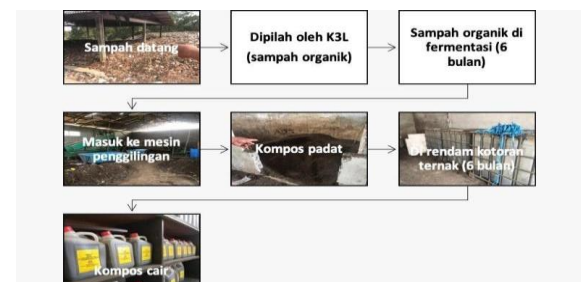 Sampah datang
Dipilah oleh K3L
(sampah organik)
Sampah organik di
fermentasi (6
bulan)
Masuk ke mesin
penggilingan
Kompos padat
Di rendam kotoran
ternak (6 bulan)
Kompos cair